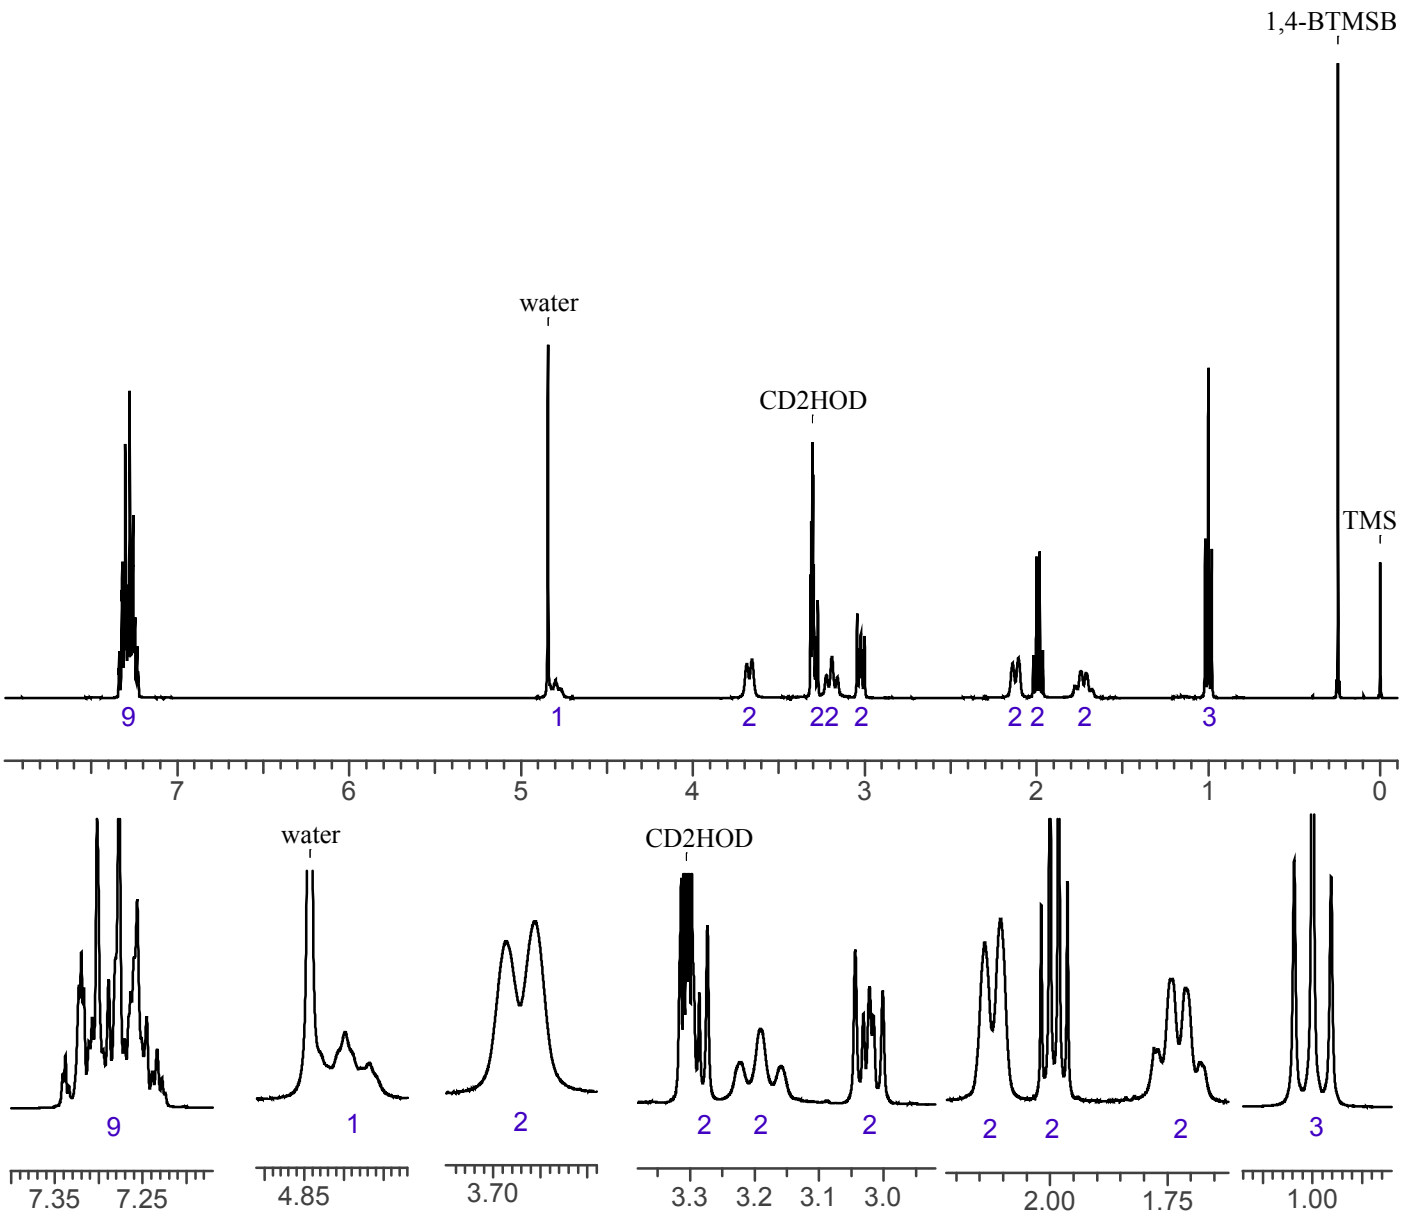 1,4-BTMSB
water
CD2HOD
TMS
9 1 2 22 2 2 2 2 3
7 6 5 4 3 2 1 0
water
CD2HOD
9 1 2 2 2 2 2 2 2 3
7.35 7.25 4.85 3.70 3.3 3.2 3.1 3.0 2.00 1.75 1.00